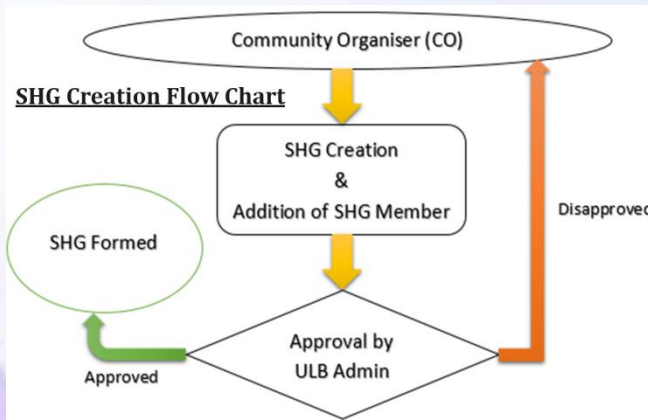 Community Organiser (CO)
SHG Creation Flow Chart
SHG Creation
&
Addition of SHG Member
SHG Formed
Disapproved
Approval by
ULB Admin
Approved